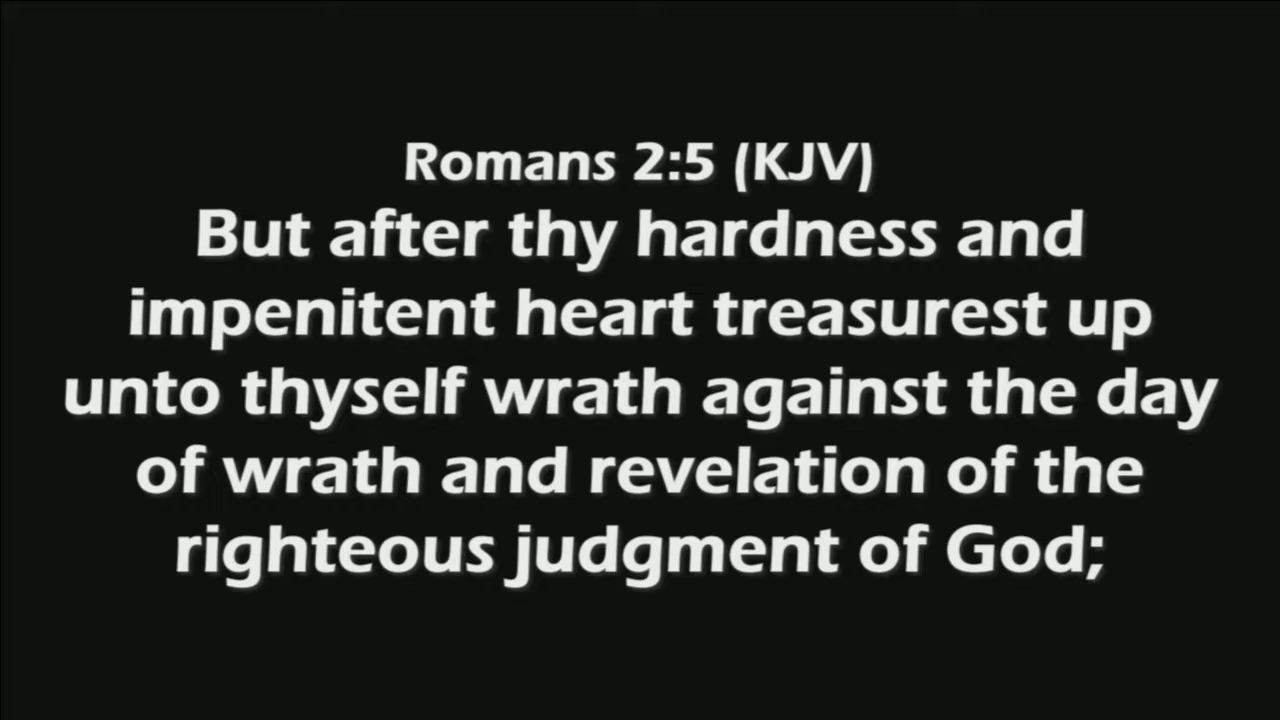 Romans 2:5 (KJV)
But after thy hardness and
impenitent heart treasurest up
unto thyself wrath against the day
of wrath and revelation of the
righteous judgment of God;